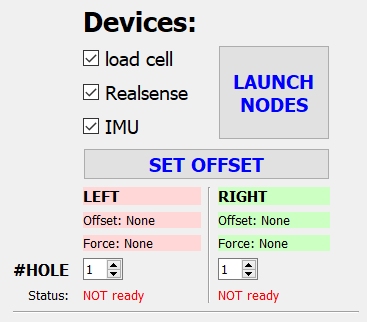 Devices:
load cell
Realsense
IMU
LAUNCH
NODES
SET OFFSET
LEFT RIGHT
Offset: None Offset: None
Force: None Force: None
#HOLE 1 1
Status: NOT ready NOT ready